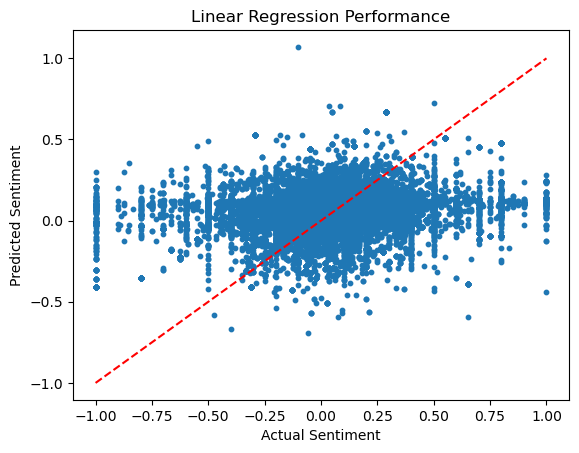 Linear Regression Performance
1.0
0.5
0.0
−0.5
−1.0
Predicted Sentiment
−1.00 −0.75 −0.50 −0.25 0.00 0.25 0.50 0.75 1.00
Actual Sentiment